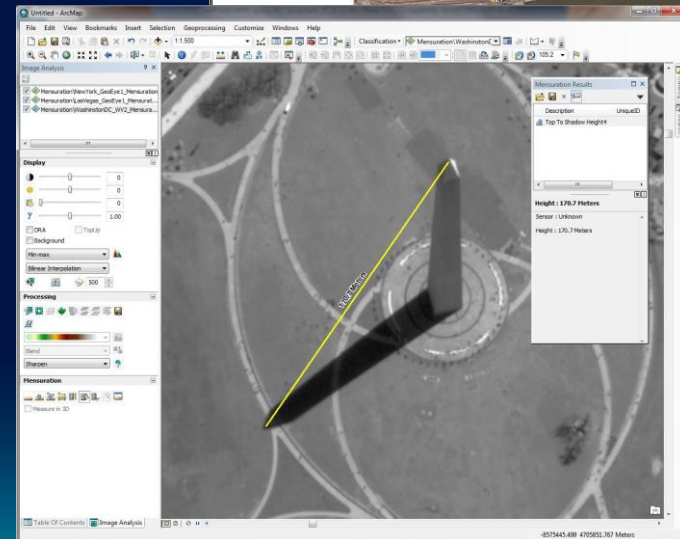 Untitled - ArcMap
File Edit View Bookmarks Insert Selection Geoprocessing Customize Windows Help
1:1,500
Classification
105.2
Image Analysis
Mensuration\NewYork_GeoEye1_Mensuration
Mensuration\LasVegas_GeoEye1_Mensurat...
Mensuration\WashingtonDC_WV2_Mensura...
Display
0
0
0
1.00
DRA
TopUp
Background
Min-max
Bilinear Interpolation
500
Processing
Blend
Sharpen
Mensuration
Measure in 3D
Table Of Contents
Image Analysis
Mensuration Results
Description UniqueID
Top To Shadow Height4
Height : 170.7 Meters
Sensor : Unknown
Height : 170.7 Meters
170.7 Meters
-8575445.499 4705851.767 Meters